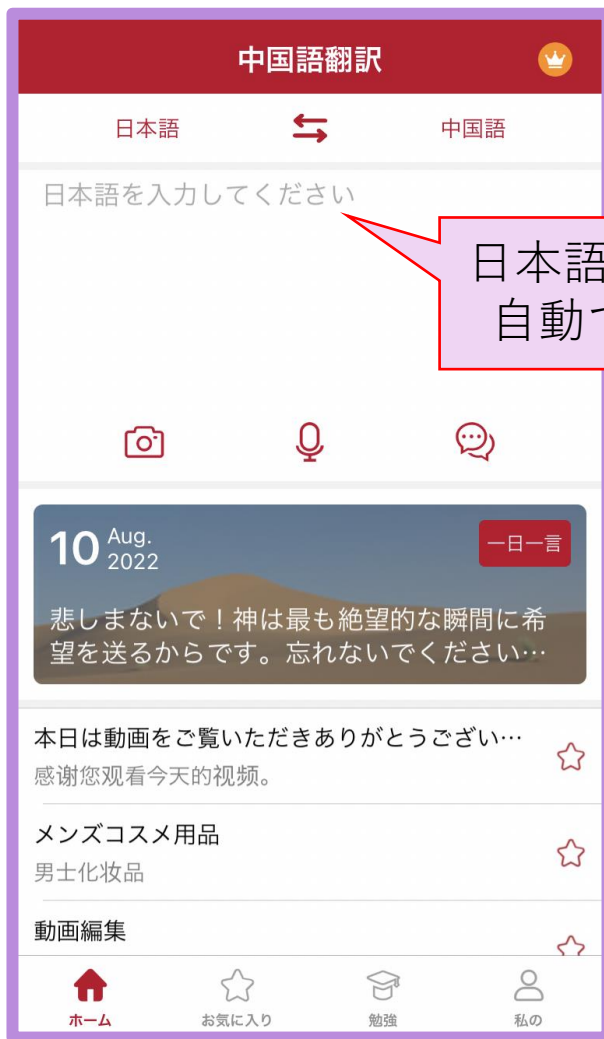 中国語翻訳
日本語
中国語
日本語を入力してください
日本語
自動
10 Aug.
2022
一日一言
悲しまないで！神は最も絶望的な瞬間に希
望を送るからです。忘れないでください…
本日は動画をご覧いただきありがとうござい…
感谢您观看今天的视频。
メンズコスメ用品
男士化妆品
動画編集
ホーム
お気に入り
勉強
私の